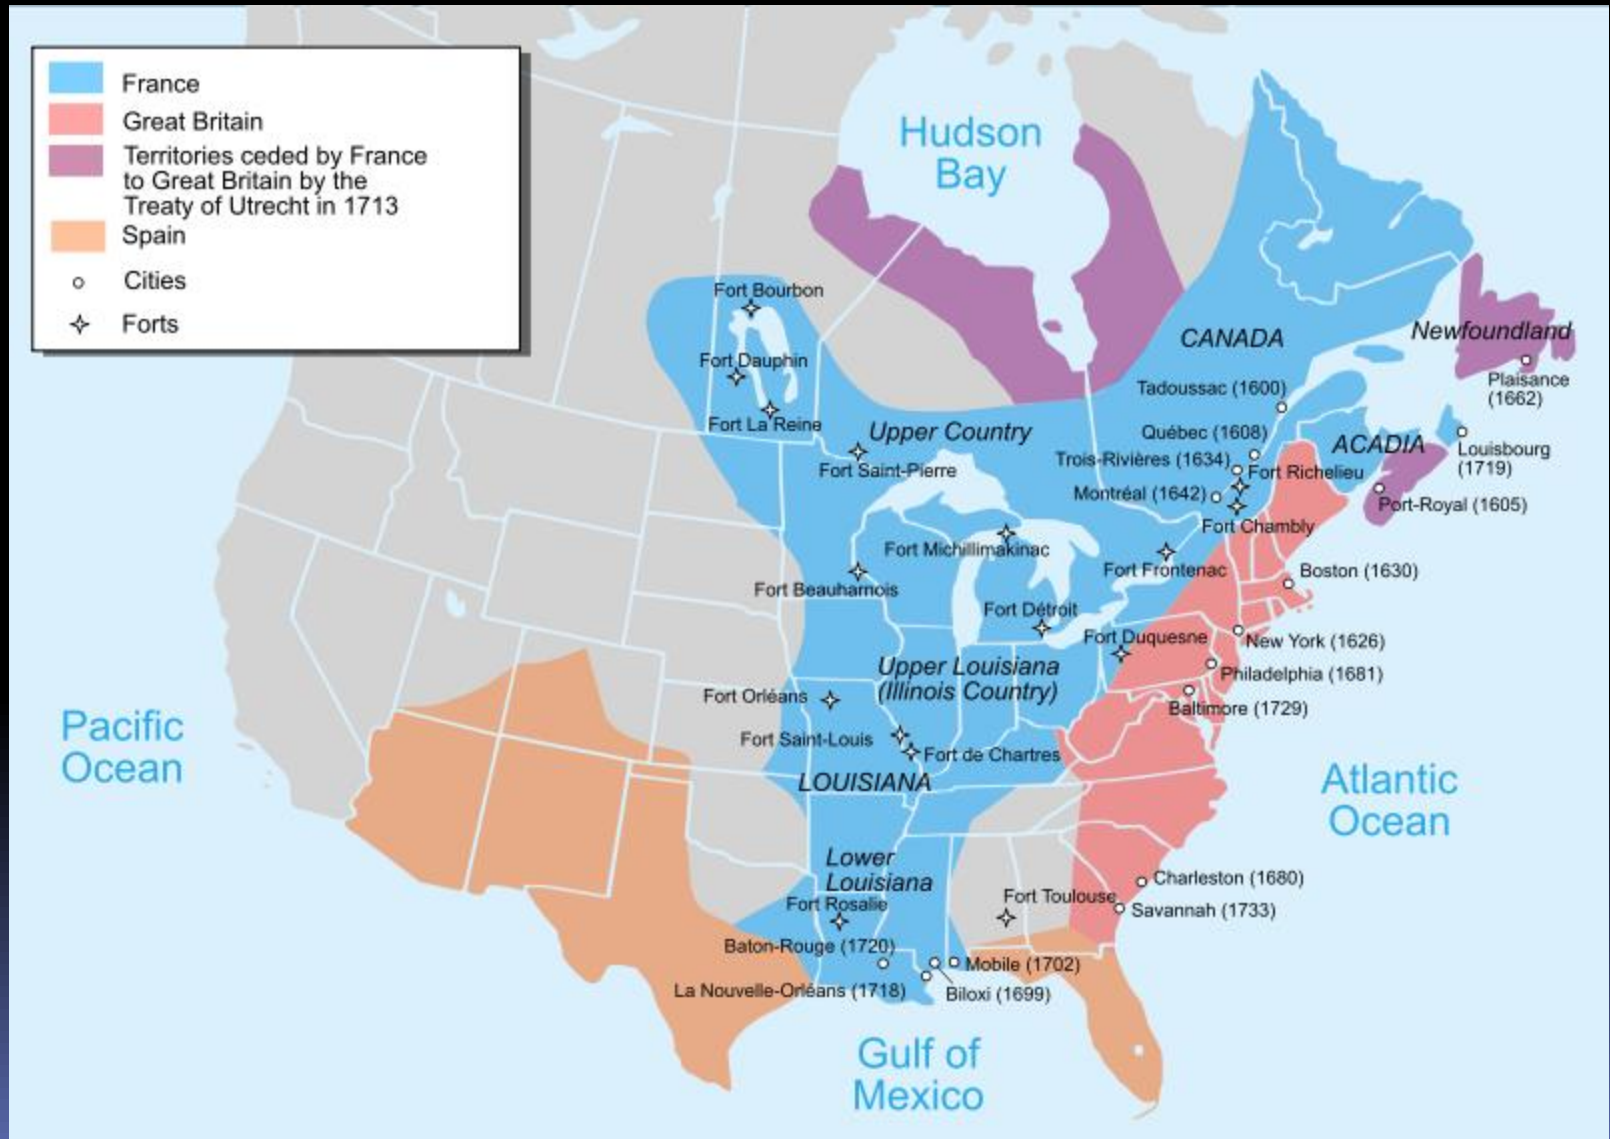 France
Great Britain
Territories ceded by France
to Great Britain by the
Treaty of Utrecht in 1713
Spain
Cities
Forts
Hudson
Bay
Fort Bourbon
Fort Dauphin
Fort La Reine
Upper Country
Fort Saint-Pierre
CANADA
Newfoundland
Tadoussac (1600)
Plaisance
(1662)
Québec (1608)
ACADIA
Trois-Rivières (1634)
Fort Richelieu
Louisbourg
(1719)
Montréal (1642)
Port-Royal (1605)
Fort Chambly
Fort Michillimakinac
Fort Frontenac
Boston (1630)
Fort Beauharnois
Fort Détroit
Fort Duquesne
New York (1626)
Upper Louisiana
(Illinois Country)
Philadelphia (1681)
Fort Orléans
Baltimore (1729)
Pacific
Ocean
Fort Saint-Louis
Fort de Chartres
LOUISIANA
Atlantic
Ocean
Lower
Louisiana
Charleston (1680)
Fort Rosalie
Fort Toulouse
Savannah (1733)
Baton-Rouge (1720)
Mobile (1702)
La Nouvelle-Orléans (1718)
Biloxi (1699)
Gulf of
Mexico